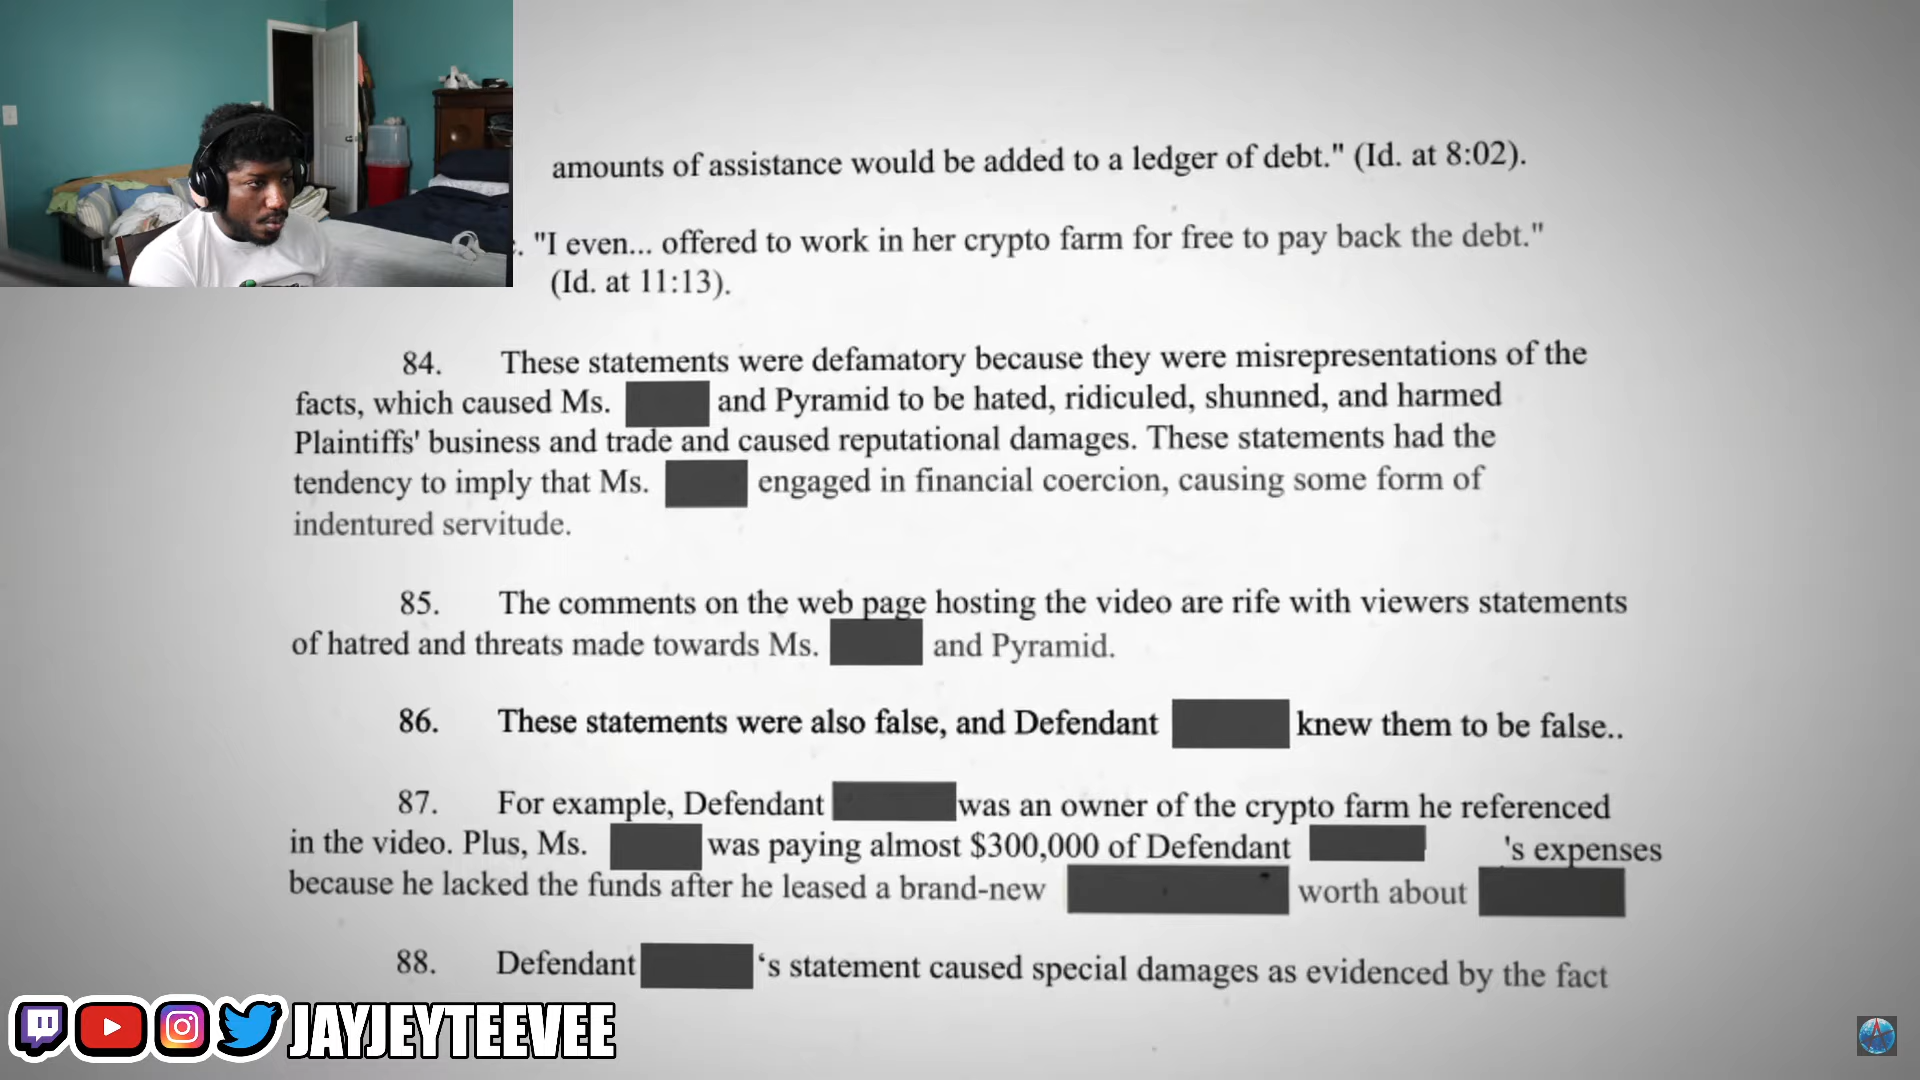 amounts of assistance would be added to a ledger of debt." (Id. at 8:02).
. "I even... offered to work in her crypto farm for free to pay back the debt."
(Id. at 11:13).
84. These statements were defamatory because they were misrepresentations of the
facts, which caused Ms. and Pyramid to be hated, ridiculed, shunned, and harmed
Plaintiffs' business and trade and caused reputational damages. These statements had the
tendency to imply that Ms. engaged in financial coercion, causing some form of
indentured servitude.
85. The comments on the web page hosting the video are rife with viewers statements
of hatred and threats made towards Ms. and Pyramid.
86. These statements were also false, and Defendant knew them to be false..
87. For example, Defendant was an owner of the crypto farm he referenced
in the video. Plus, Ms. was paying almost $300,000 of Defendant 's expenses
because he lacked the funds after he leased a brand-new worth about
88. Defendant 's statement caused special damages as evidenced by the fact
JAYJEYTEEVEE